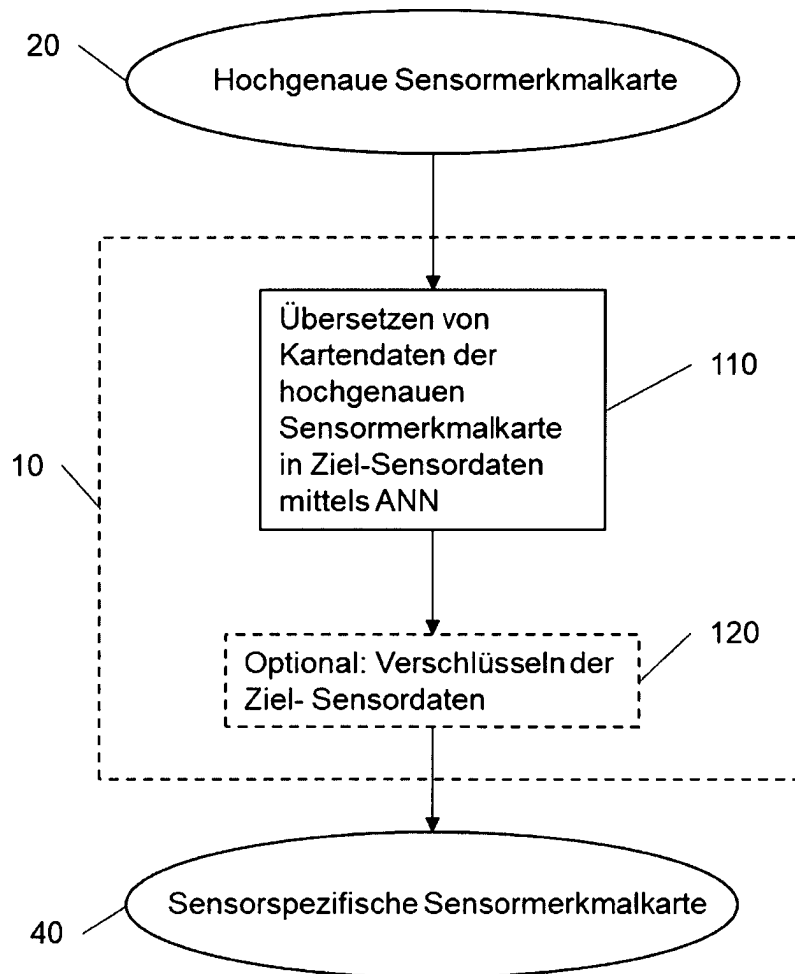 20
Hochgenaue Sensormerkmalkarte
Übersetzen von
Kartendaten der
hochgenauen
Sensormerkmalkarte
in Ziel-Sensordaten
mittels ANN
110
10
Optional: Verschlüsseln der
Ziel- Sensordaten
120
Sensorspezifische Sensormerkmalkarte
40